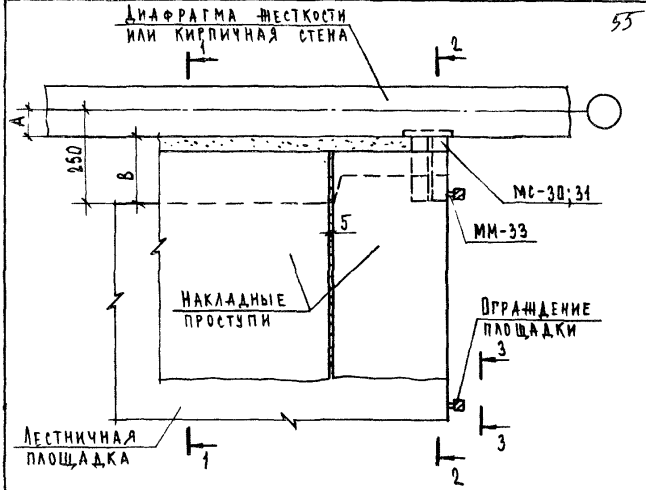 ДИАФРАГМА ЖЕСТКОСТИ
ИЛИ КИРПИЧНАЯ СТЕНА
55
1
2
А
250
В
МС-30;31
ММ-33
5
НАКЛАДНЫЕ
ПРОСТУПИ
ОГРАЖДЕНИЕ
ПЛОЩАДКИ
3
3
ЛЕСТНИЧНАЯ
ПЛОЩАДКА
1
2